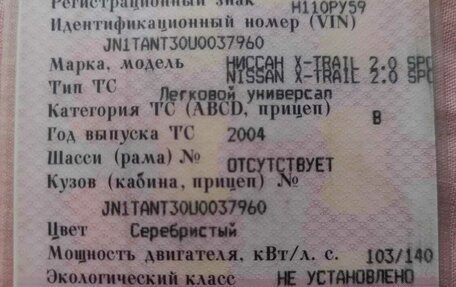 Регистрационный знак Н110РУ59
Идентификационный номер (VIN)
JN1TANT30U0037960
Марка, модель НИССАН X-TRAIL 2.0 SPO
NISSAN X-TRAIL 2.0 SPO
Тип ТС Легковой универсал
Категория ТС (ABCD, прицеп) B
Год выпуска ТС 2004
Шасси (рама) № ОТСУТСТВУЕТ
Кузов (кабина, прицеп) №
JN1TANT30U0037960
Цвет Серебристый
Мощность двигателя, кВт/л. с. 103/140
Экологический класс НЕ УСТАНОВЛЕНО